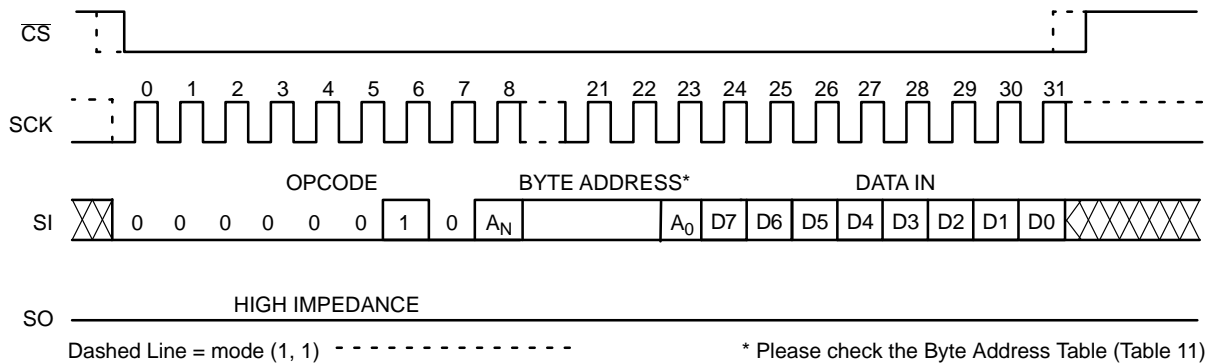 CS
0 1 2 3 4 5 6 7 8 21 22 23 24 25 26 27 28 29 30 31
SCK
OPCODE BYTE ADDRESS* DATA IN
SI 0 0 0 0 0 0 1 0 AN A0 D7 D6 D5 D4 D3 D2 D1 D0
HIGH IMPEDANCE
SO
Dashed Line = mode (1, 1) * Please check the Byte Address Table (Table 11)